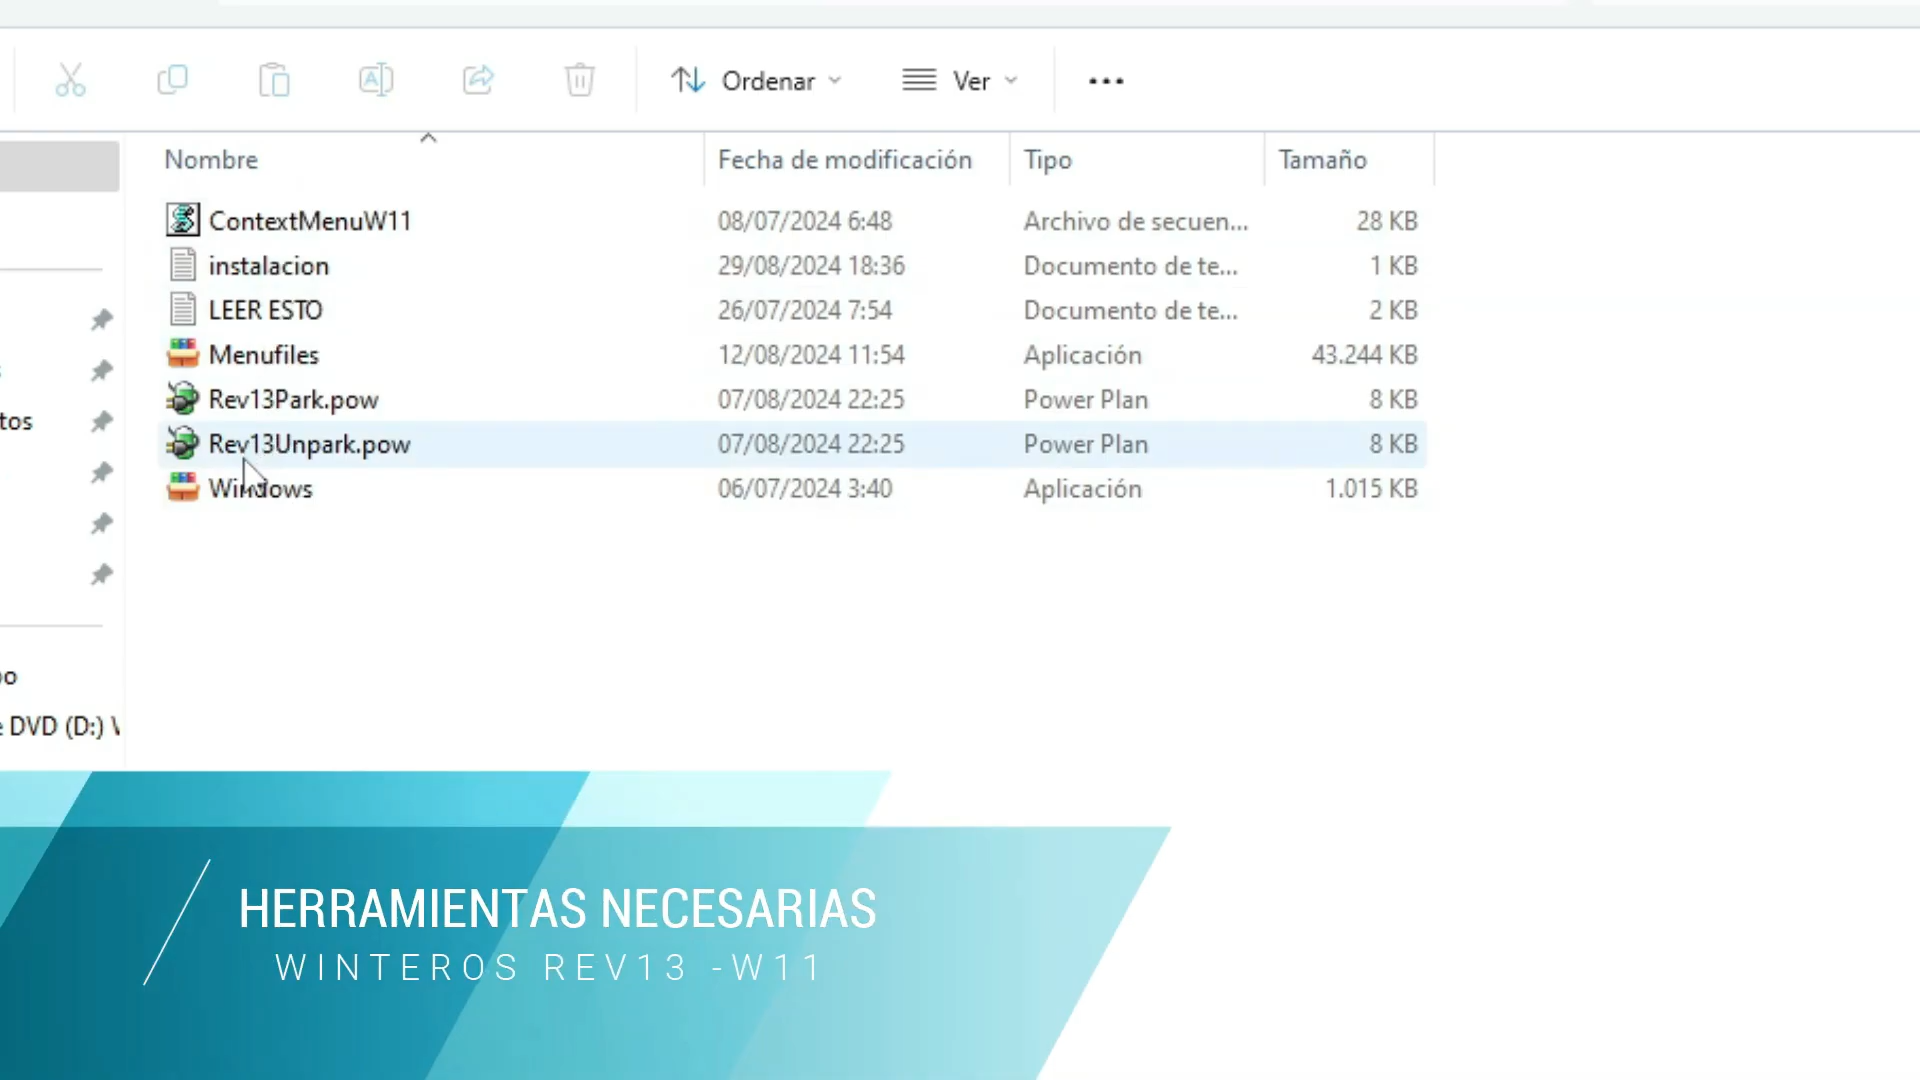 Ordenar Ver
Nombre Fecha de modificación Tipo Tamaño
ContextMenuW11 08/07/2024 6:48 Archivo de secuen... 28 KB
instalacion 29/08/2024 18:36 Documento de te... 1 KB
LEER ESTO 26/07/2024 7:54 Documento de te... 2 KB
Menufiles 12/08/2024 11:54 Aplicación 43.244 KB
Rev13Park.pow 07/08/2024 22:25 Power Plan 8 KB
tos
Rev13Unpark.pow 07/08/2024 22:25 Power Plan 8 KB
Windows 06/07/2024 3:40 Aplicación 1.015 KB
DVD (D:)
HERRAMIENTAS NECESARIAS
WINTEROS REV13 -W11